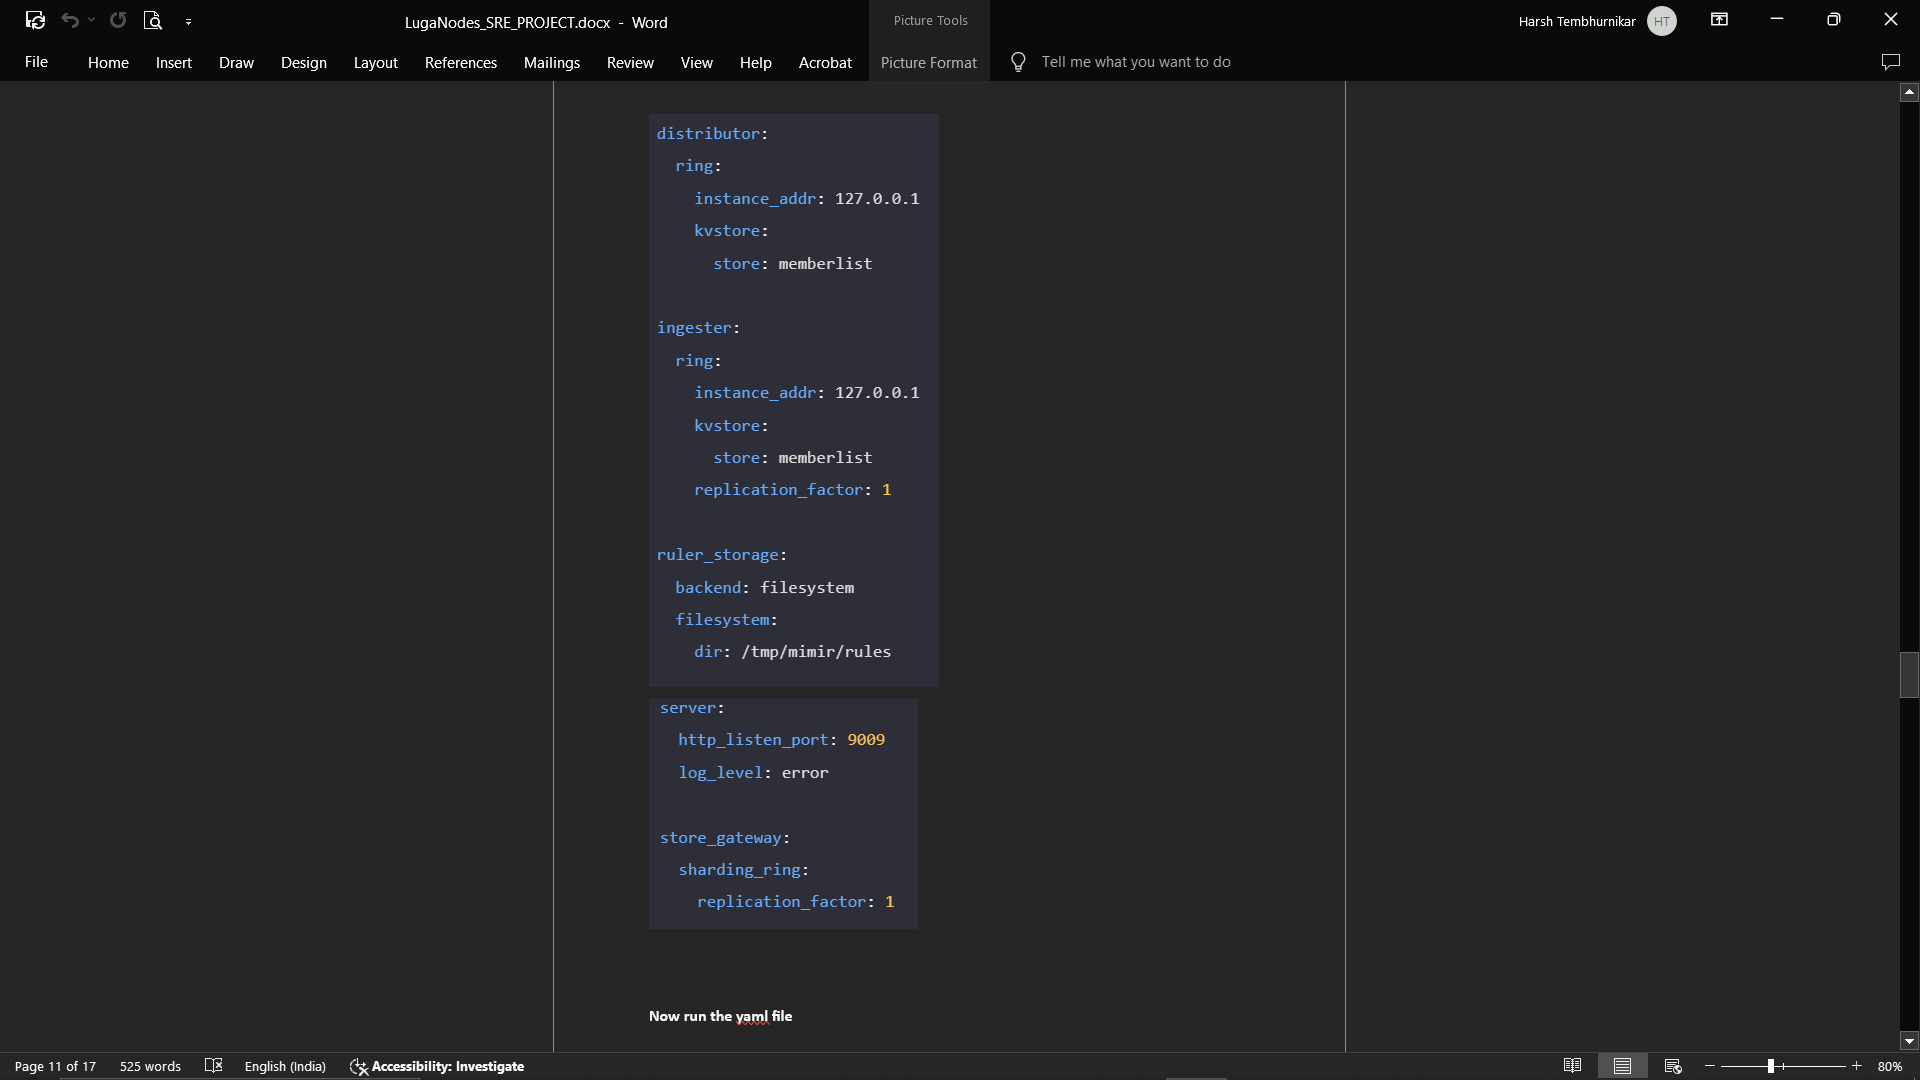 LugaNodes_SRE_PROJECT.docx - Word
Picture Tools
Harsh Tembhurnikar
HT
File Home Insert Draw Design Layout References Mailings Review View Help Acrobat Picture Format Tell me what you want to do
distributor:
  ring:
    instance_addr: 127.0.0.1
    kvstore:
      store: memberlist
ingester:
  ring:
    instance_addr: 127.0.0.1
    kvstore:
      store: memberlist
    replication_factor: 1
ruler_storage:
  backend: filesystem
  filesystem:
    dir: /tmp/mimir/rules
server:
  http_listen_port: 9009
  log_level: error
store_gateway:
  sharding_ring:
    replication_factor: 1
Now run the yaml file
Page 11 of 17 525 words English (India) Accessibility: Investigate 80%